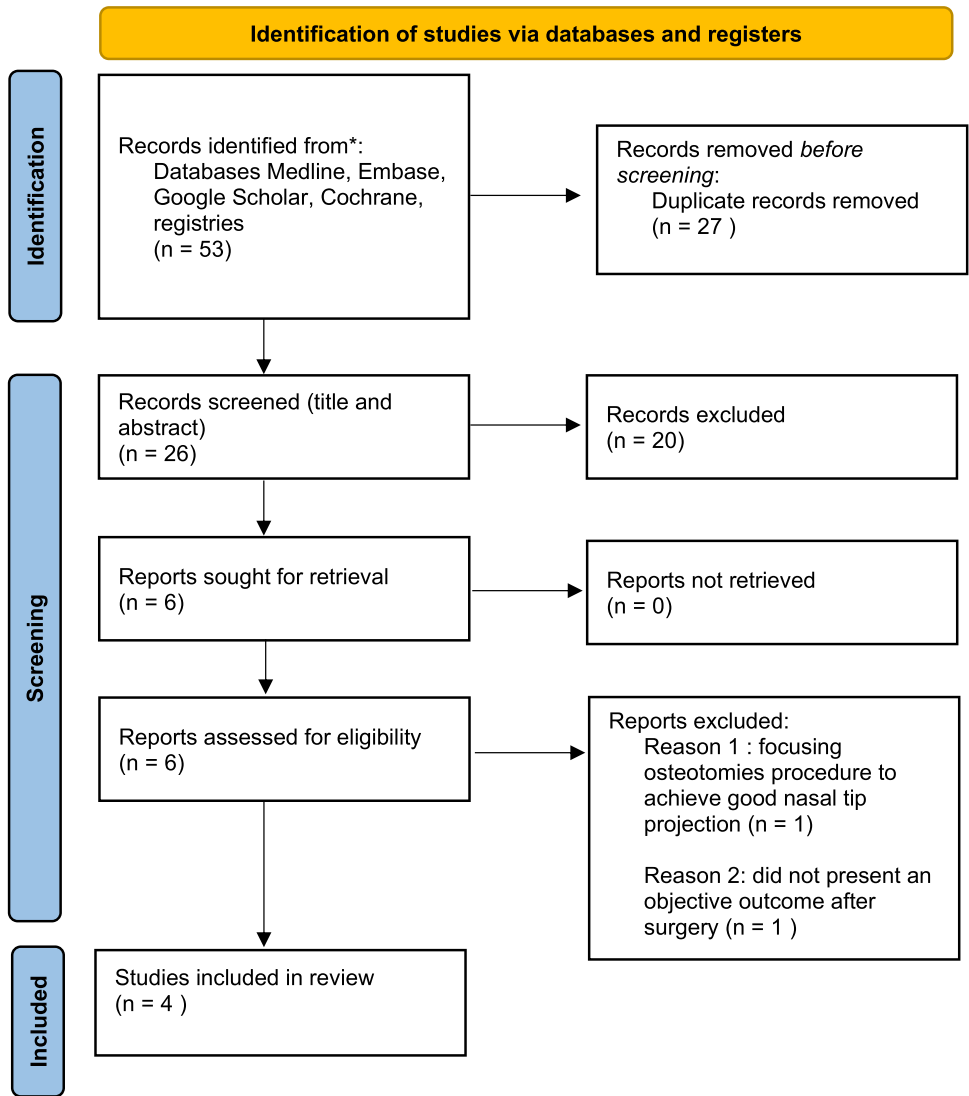 Identification of studies via databases and registers
Identification
Records identified from*:
Databases Medline, Embase,
Google Scholar, Cochrane,
registries
(n = 53)
Records removed before
screening:
Duplicate records removed
(n = 27 )
Screening
Records screened (title and
abstract)
(n = 26)
Records excluded
(n = 20)
Reports sought for retrieval
(n = 6)
Reports not retrieved
(n = 0)
Reports assessed for eligibility
(n = 6)
Reports excluded:
Reason 1 : focusing
osteotomies procedure to
achieve good nasal tip
projection (n = 1)
Reason 2: did not present an
objective outcome after
surgery (n = 1 )
Included
Studies included in review
(n = 4 )